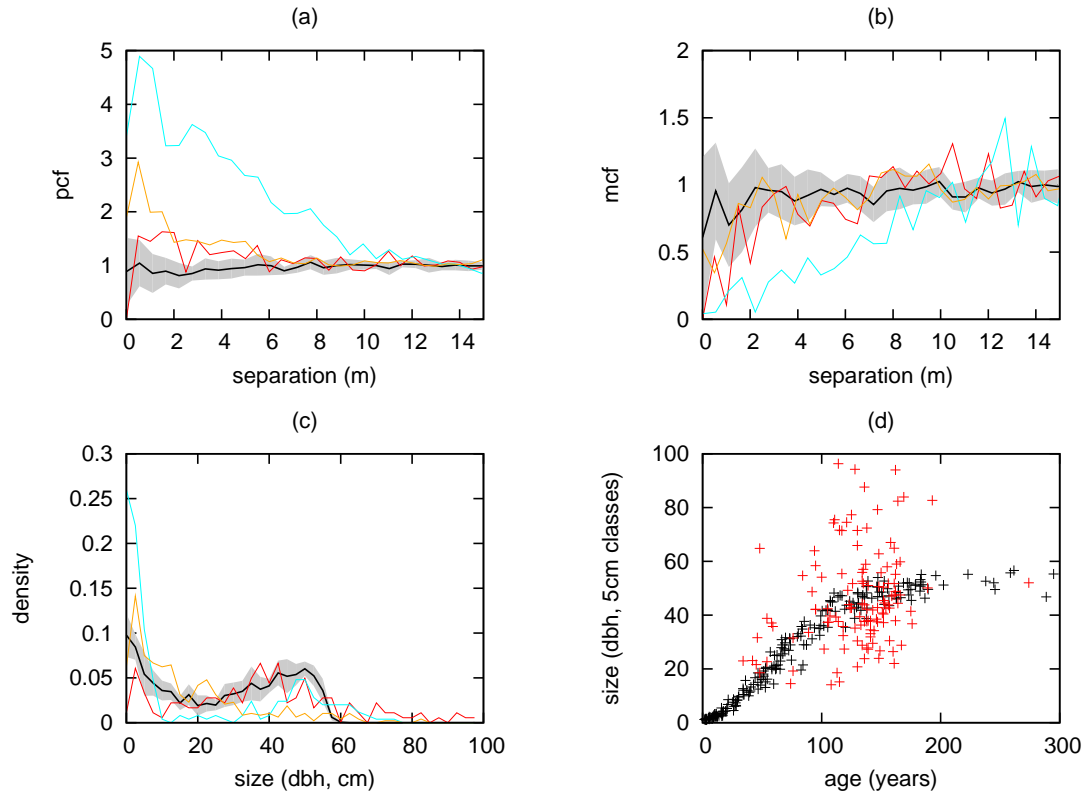 (a)
5
4
3
2
1
0
pcf
0 2 4 6 8 10 12 14
separation (m)
(b)
2
1.5
1
0.5
0
mcf
0 2 4 6 8 10 12 14
separation (m)
(c)
0.3
0.25
0.2
0.15
0.1
0.05
0
density
0 20 40 60 80 100
size (dbh, cm)
(d)
100
80
60
40
20
0
size (dbh, 5cm classes)
0 100 200 300
age (years)